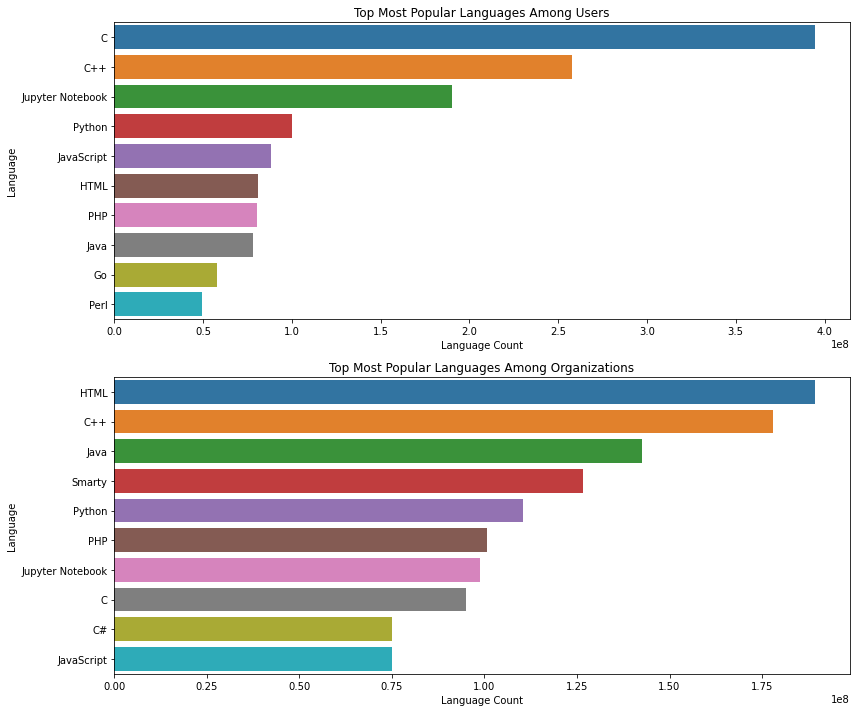 Top Most Popular Languages Among Users
Language
C
C++
Jupyter Notebook
Python
JavaScript
HTML
PHP
Java
Go
Perl
0.0 0.5 1.0 1.5 2.0 2.5 3.0 3.5 4.0
Language Count
1e8
Top Most Popular Languages Among Organizations
Language
HTML
C++
Java
Smarty
Python
PHP
Jupyter Notebook
C
C#
JavaScript
0.00 0.25 0.50 0.75 1.00 1.25 1.50 1.75
Language Count
1e8